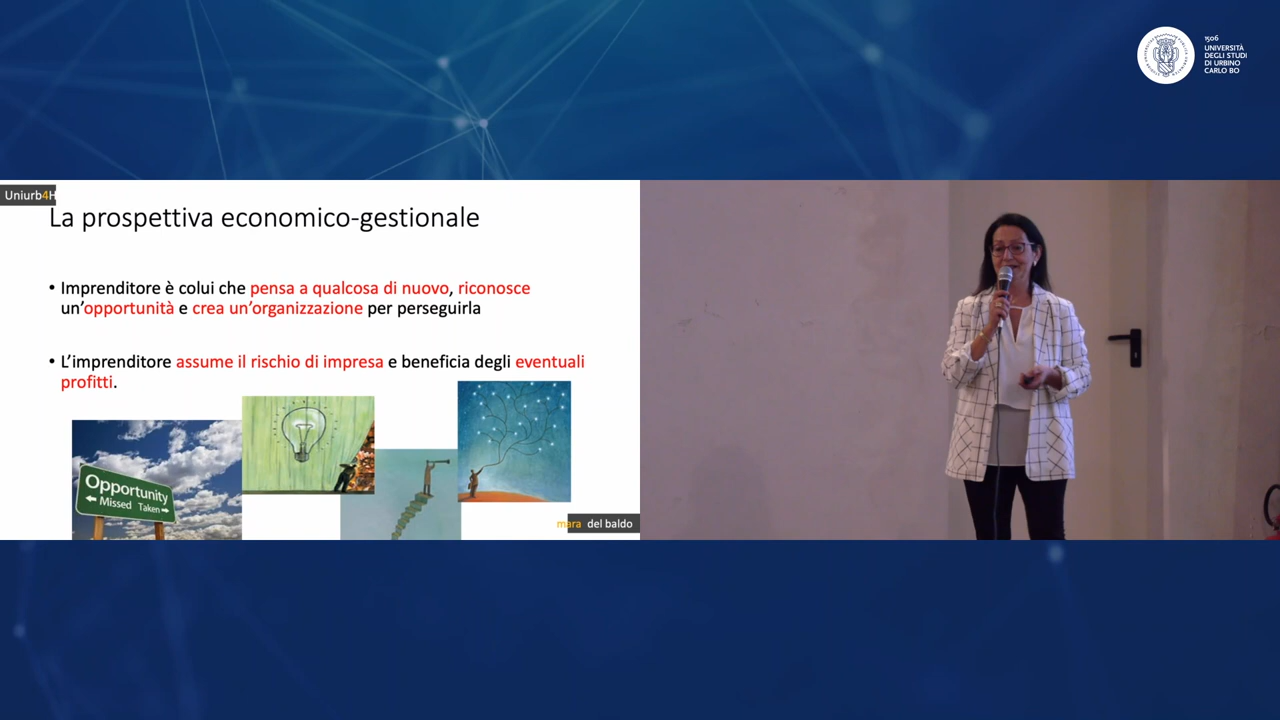 1506
UNIVERSITÀ
DEGLI STUDI
DI URBINO
CARLO BO
Uniurb4H
La prospettiva economico-gestionale
• Imprenditore è colui che pensa a qualcosa di nuovo, riconosce
un’opportunità e crea un’organizzazione per perseguirla
• L’imprenditore assume il rischio di impresa e beneficia degli eventuali
profitti.
Opportunity
Missed Taken
mara del baldo